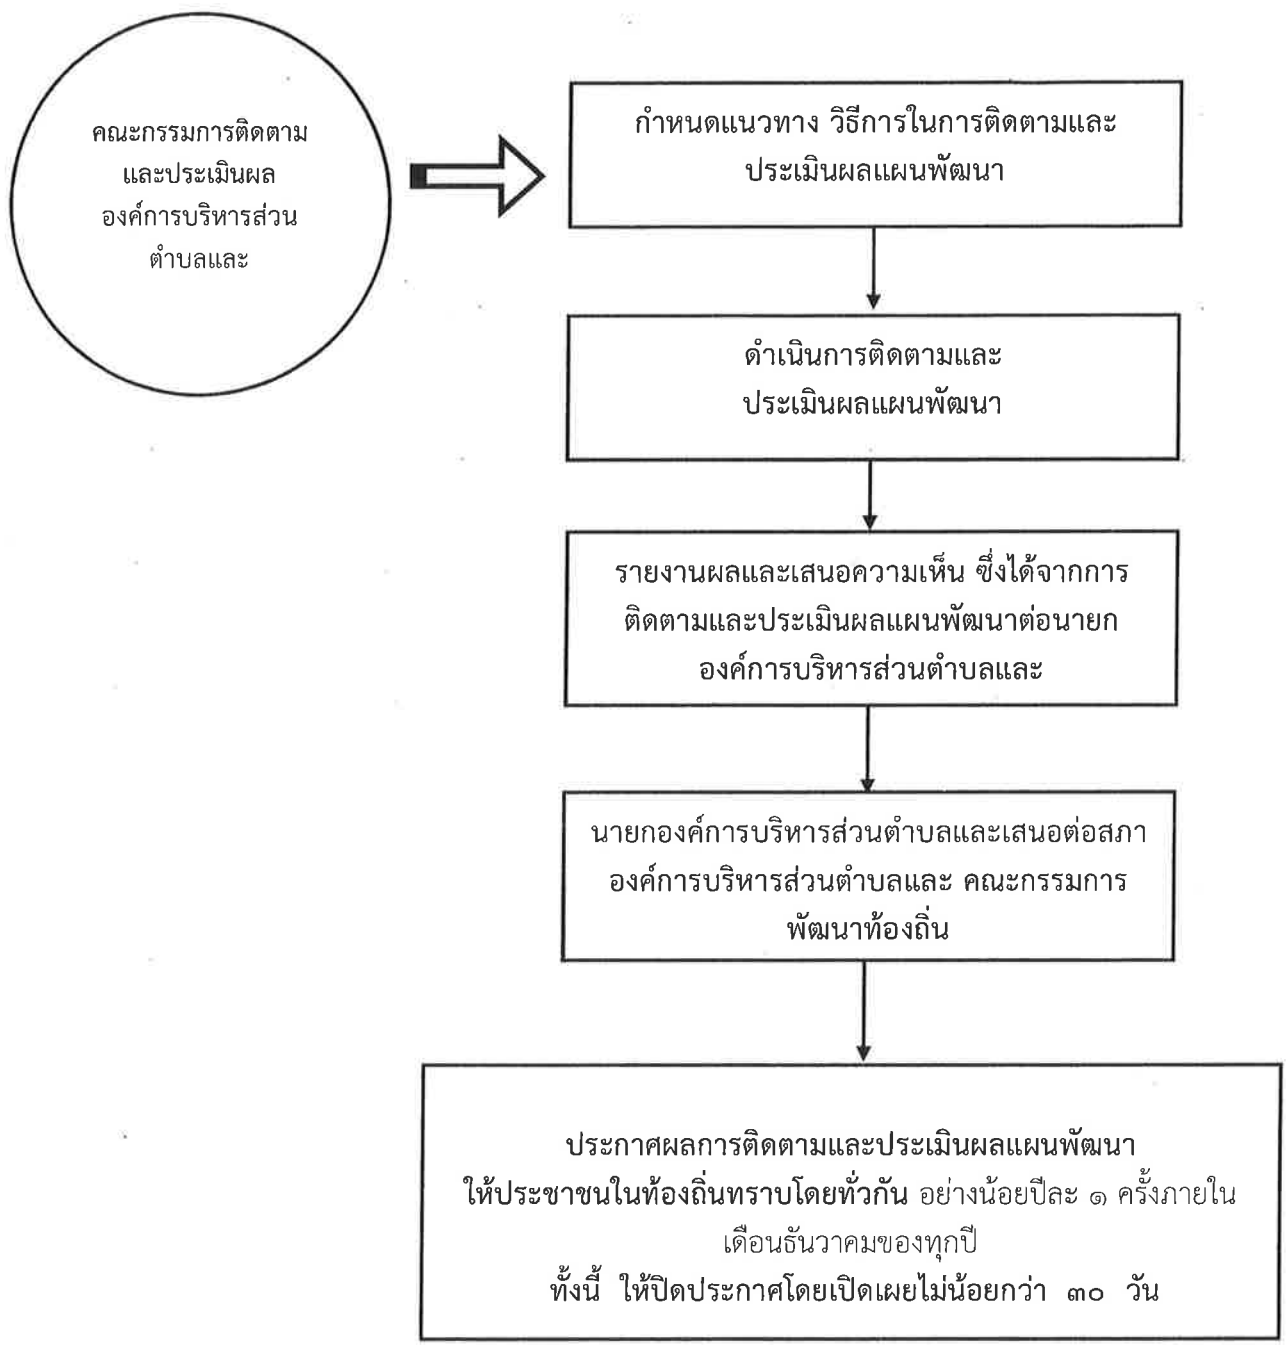 คณะกรรมการติดตาม
และประเมินผล
องค์การบริหารส่วน
ตำบลและ
กำหนดแนวทาง วิธีการในการติดตามและ
ประเมินผลแผนพัฒนา
ดำเนินการติดตามและ
ประเมินผลแผนพัฒนา
รายงานผลและเสนอความเห็น ซึ่งได้จากการ
ติดตามและประเมินผลแผนพัฒนาต่อนายก
องค์การบริหารส่วนตำบลและ
นายกองค์การบริหารส่วนตำบลและเสนอต่อสภา
องค์การบริหารส่วนตำบลและ คณะกรรมการ
พัฒนาท้องถิ่น
ประกาศผลการติดตามและประเมินผลแผนพัฒนา
ให้ประชาชนในท้องถิ่นทราบโดยทั่วกัน อย่างน้อยปีละ ๑ ครั้งภายใน
เดือนธันวาคมของทุกปี
ทั้งนี้ ให้ปิดประกาศโดยเปิดเผยไม่น้อยกว่า ๓๐ วัน